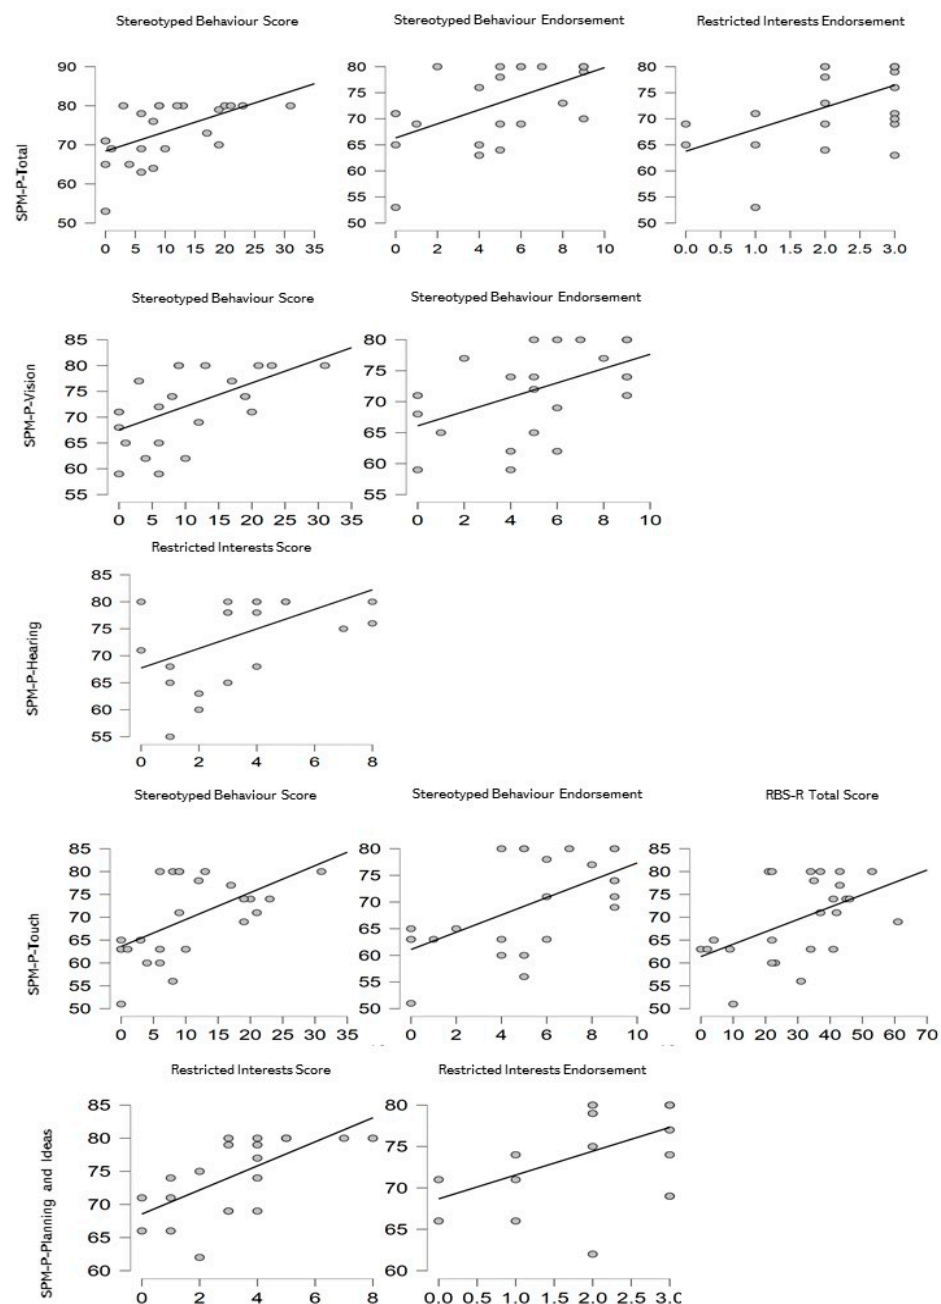 Stereotyped Behaviour Score
Stereotyped Behaviour Endorsement
Restricted Interests Endorsement
SPM-P-Total
90
80
70
60
50
0 5 10 15 20 25 30 35
80
75
70
65
60
55
50
0 2 4 6 8 10
80
75
70
65
60
55
50
0.0 0.5 1.0 1.5 2.0 2.5 3.0
Stereotyped Behaviour Score
Stereotyped Behaviour Endorsement
SPM-P-Vision
85
80
75
70
65
60
55
0 5 10 15 20 25 30 35
80
75
70
65
60
55
0 2 4 6 8 10
Restricted Interests Score
SPM-P-Hearing
85
80
75
70
65
60
55
0 2 4 6 8
Stereotyped Behaviour Score
Stereotyped Behaviour Endorsement
RBS-R Total Score
SPM-P-Touch
85
80
75
70
65
60
55
50
0 5 10 15 20 25 30 35
80
75
70
65
60
55
50
0 2 4 6 8 10
85
80
75
70
65
60
55
50
0 10 20 30 40 50 60 70
Restricted Interests Score
Restricted Interests Endorsement
SPM-P-Planning and Ideas
85
80
75
70
65
60
0 2 4 6 8
80
75
70
65
60
0.0 0.5 1.0 1.5 2.0 2.5 3.0